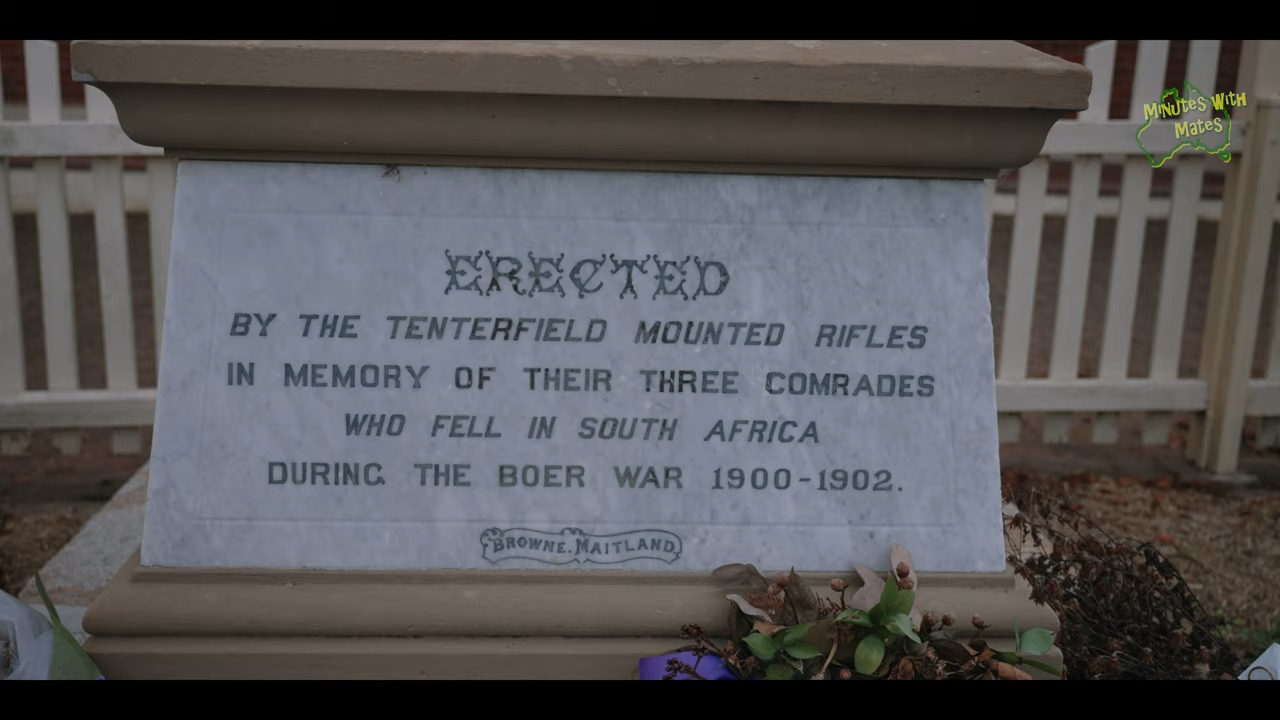 MINUTES WITH
MATES
ERECTED
BY THE TENTERFIELD MOUNTED RIFLES
IN MEMORY OF THEIR THREE COMRADES
WHO FELL IN SOUTH AFRICA
DURING THE BOER WAR 1900-1902.
BROWNE. MAITLAND